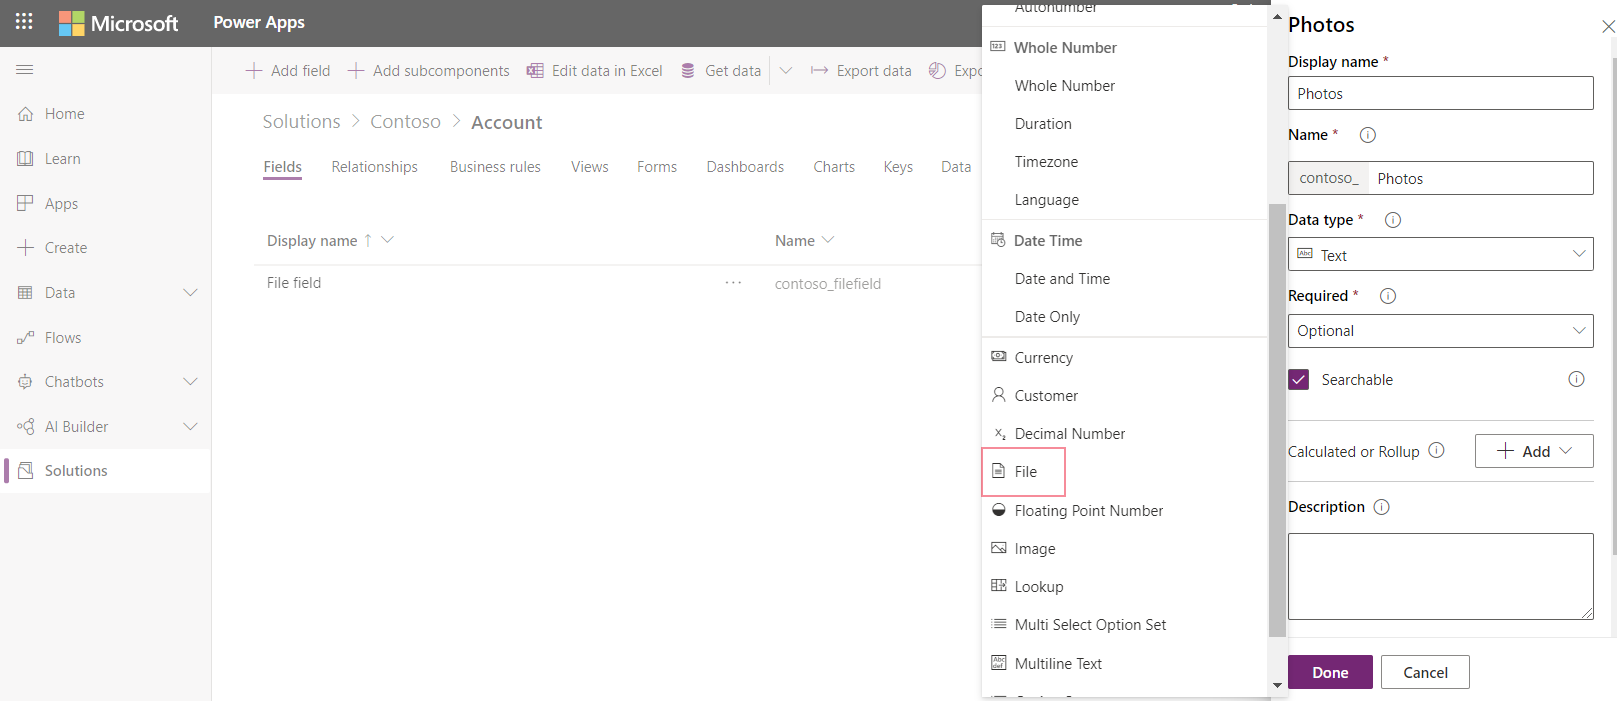 Microsoft Power Apps
Home
Learn
Apps
Create
Data
Flows
Chatbots
AI Builder
Solutions
Add field Add subcomponents Edit data in Excel Get data Export data
Solutions > Contoso > Account
Fields Relationships Business rules Views Forms Dashboards Charts Keys Data
Display name ↑ Name
File field ··· contoso_filefield
Autonumber
Whole Number
Whole Number
Duration
Timezone
Language
Date Time
Date and Time
Date Only
Currency
Customer
Decimal Number
File
Floating Point Number
Image
Lookup
Multi Select Option Set
Multiline Text
Photos
Display name *
Photos
Name *
contoso_ Photos
Data type *
Abc Text
Required *
Optional
Searchable
Calculated or Rollup Add
Description
Done Cancel